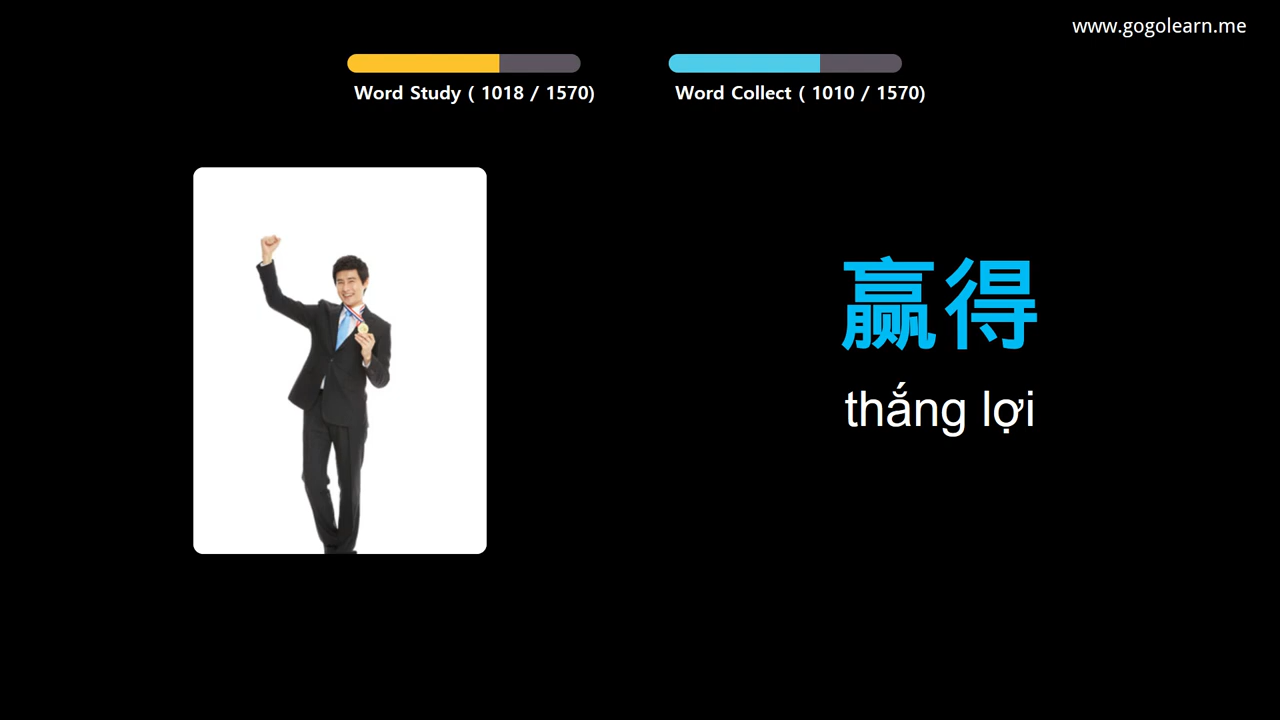 www.gogolearn.me
Word Study ( 1018 / 1570)
Word Collect ( 1010 / 1570)
赢得
thắng lợi